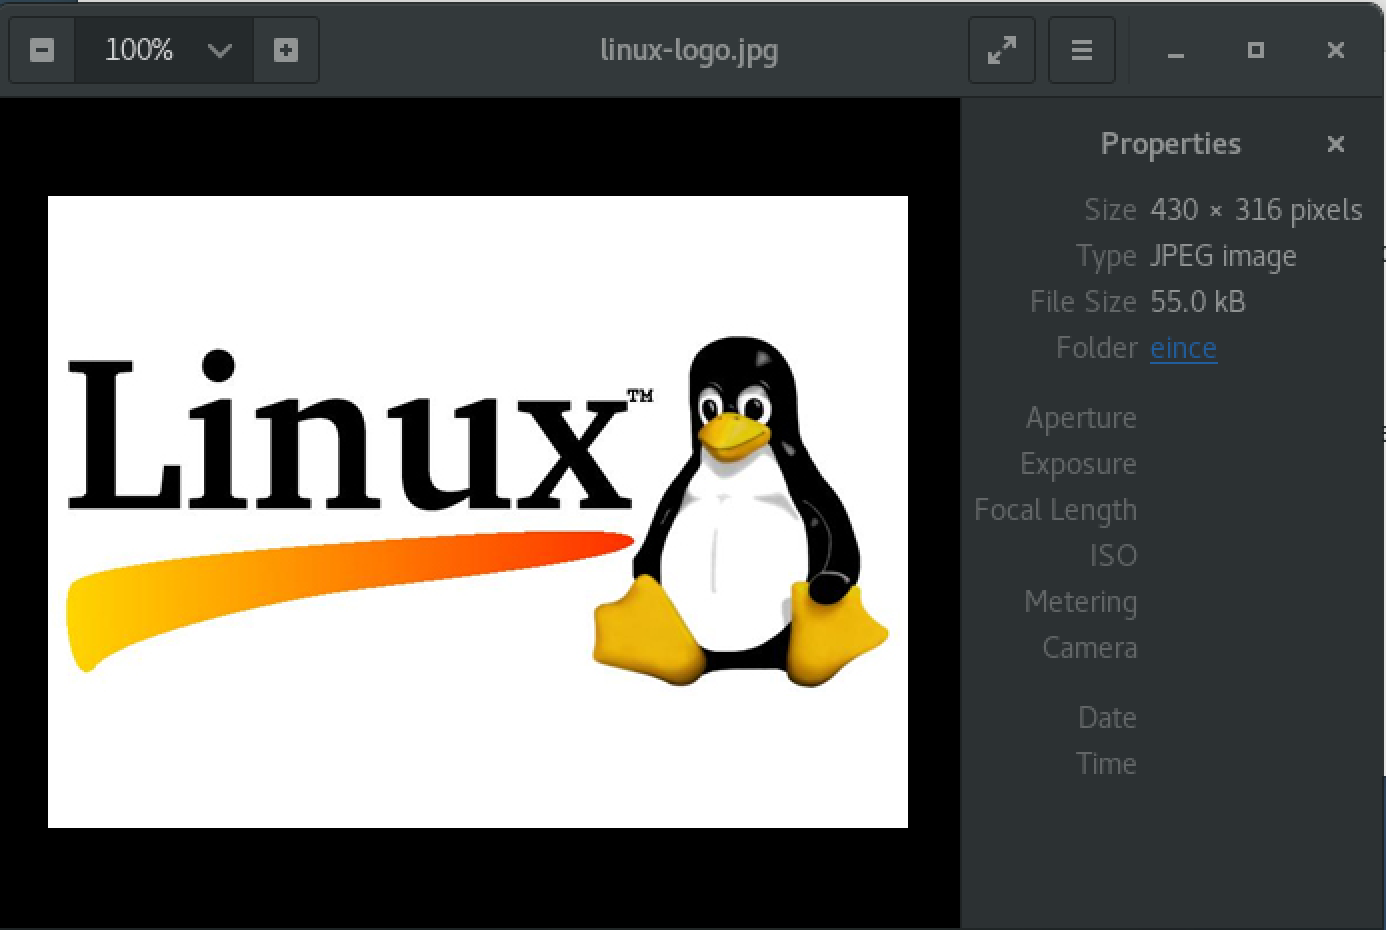 100%
linux-logo.jpg
Properties
Size 430 × 316 pixels
Type JPEG image
File Size 55.0 kB
Folder eince
Aperture
Exposure
Focal Length
ISO
Metering
Camera
Date
Time
Linux™